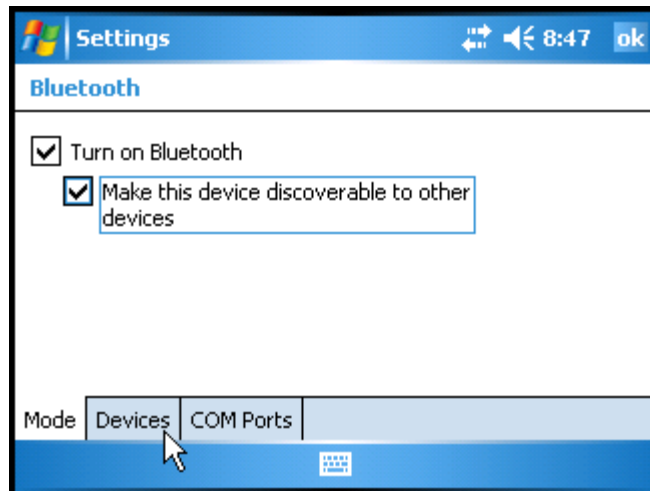 Settings 8:47 ok
Bluetooth
Turn on Bluetooth
Make this device discoverable to other
devices
Mode Devices COM Ports